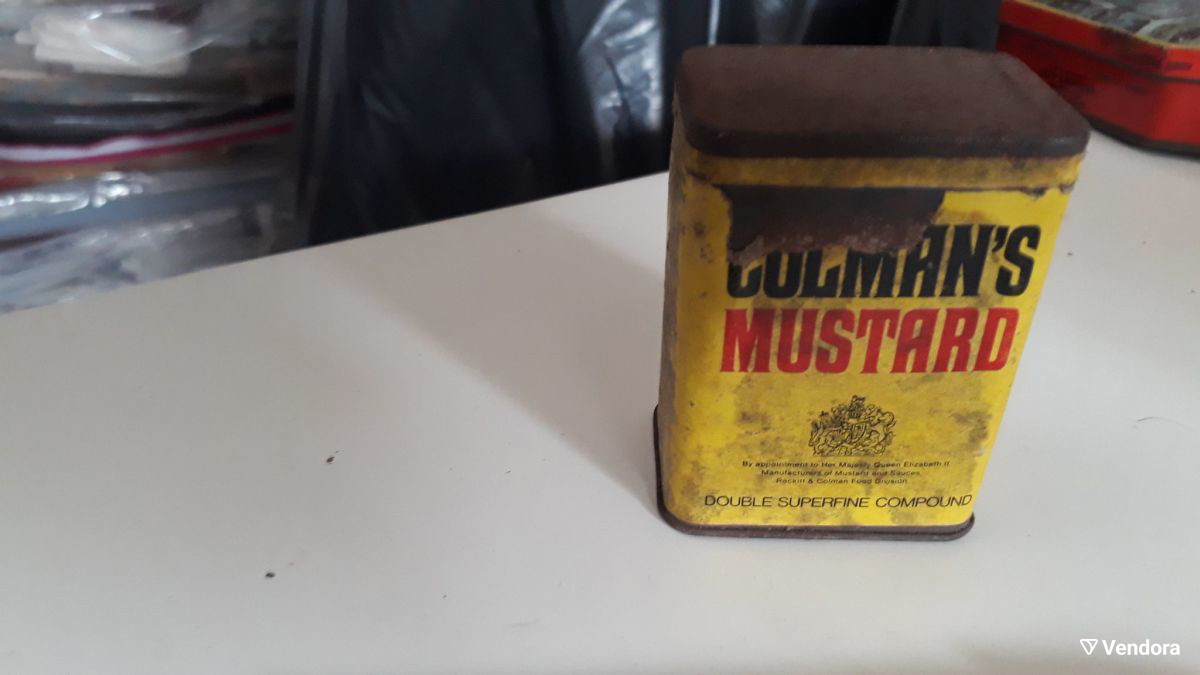 COLMAN'S
MUSTARD
By appointment to Her Majesty Queen Elizabeth II
Manufacturers of Mustard and Sauces
Reckitt & Colman Food Division
DOUBLE SUPERFINE COMPOUND
Vendora